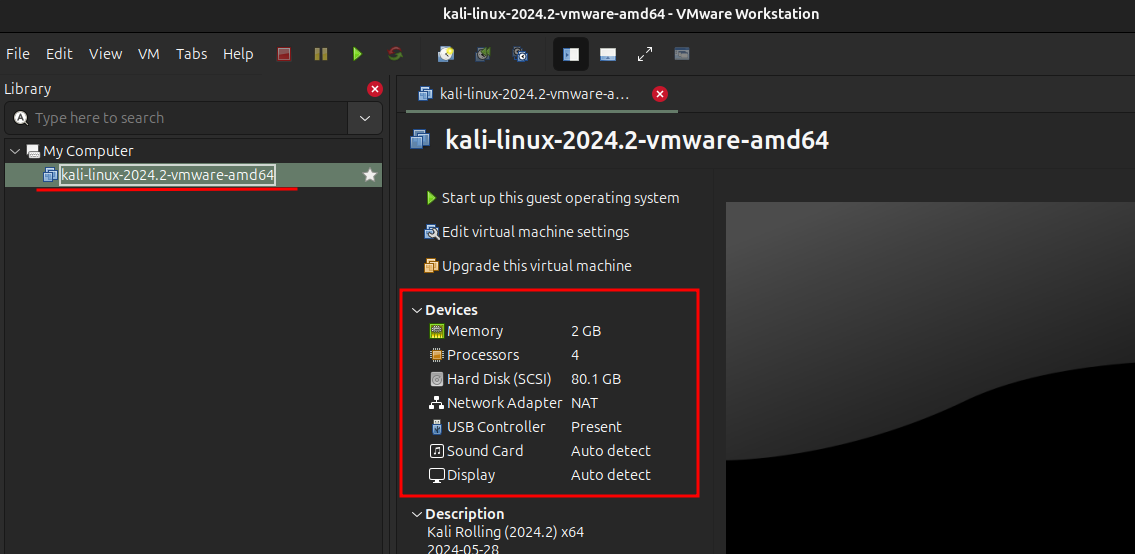 kali-linux-2024.2-vmware-amd64 - VMware Workstation
File Edit View VM Tabs Help
Library
Type here to search
My Computer
kali-linux-2024.2-vmware-amd64
kali-linux-2024.2-vmware-a...
kali-linux-2024.2-vmware-amd64
Start up this guest operating system
Edit virtual machine settings
Upgrade this virtual machine
Devices
Memory 2 GB
Processors 4
Hard Disk (SCSI) 80.1 GB
Network Adapter NAT
USB Controller Present
Sound Card Auto detect
Display Auto detect
Description
Kali Rolling (2024.2) x64
2024-05-28